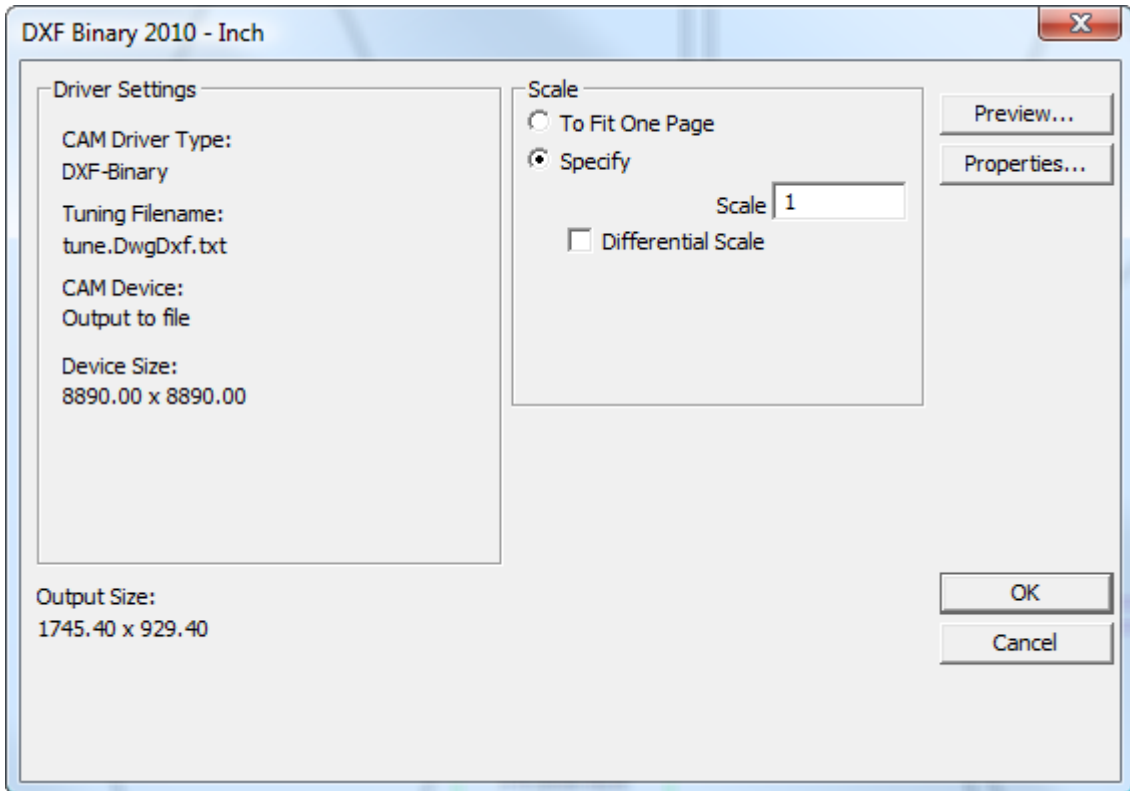 DXF Binary 2010 - Inch
Driver Settings
CAM Driver Type:
DXF-Binary
Tuning Filename:
tune.DwgDxf.txt
CAM Device:
Output to file
Device Size:
8890.00 x 8890.00
Scale
To Fit One Page
Specify
Scale 1
Differential Scale
Preview...
Properties...
Output Size:
1745.40 x 929.40
OK
Cancel